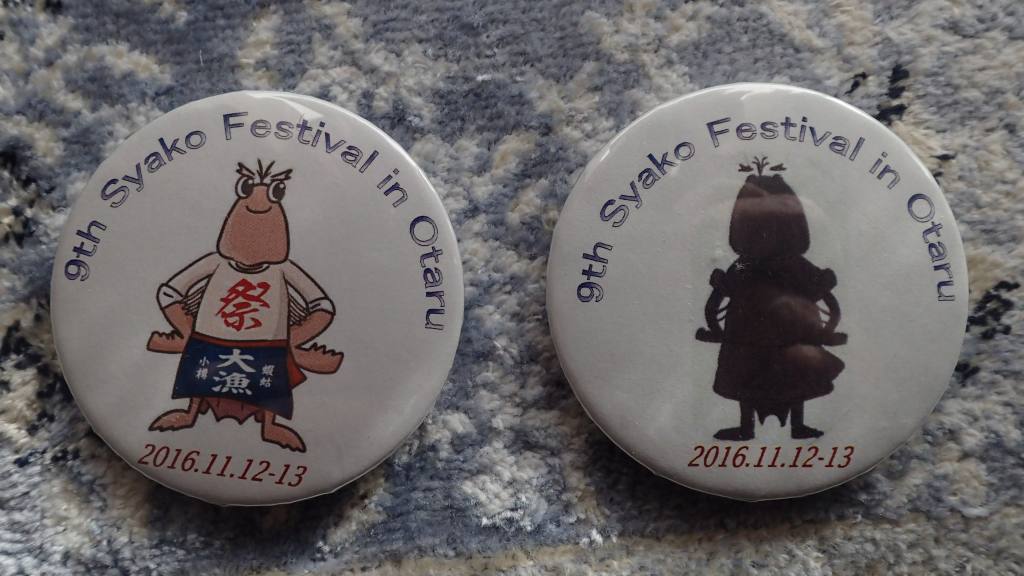 9th Syako Festival in Otaru
祭
大漁
小樽
蝦蛄
2016.11.12-13
9th Syako Festival in Otaru
2016.11.12-13